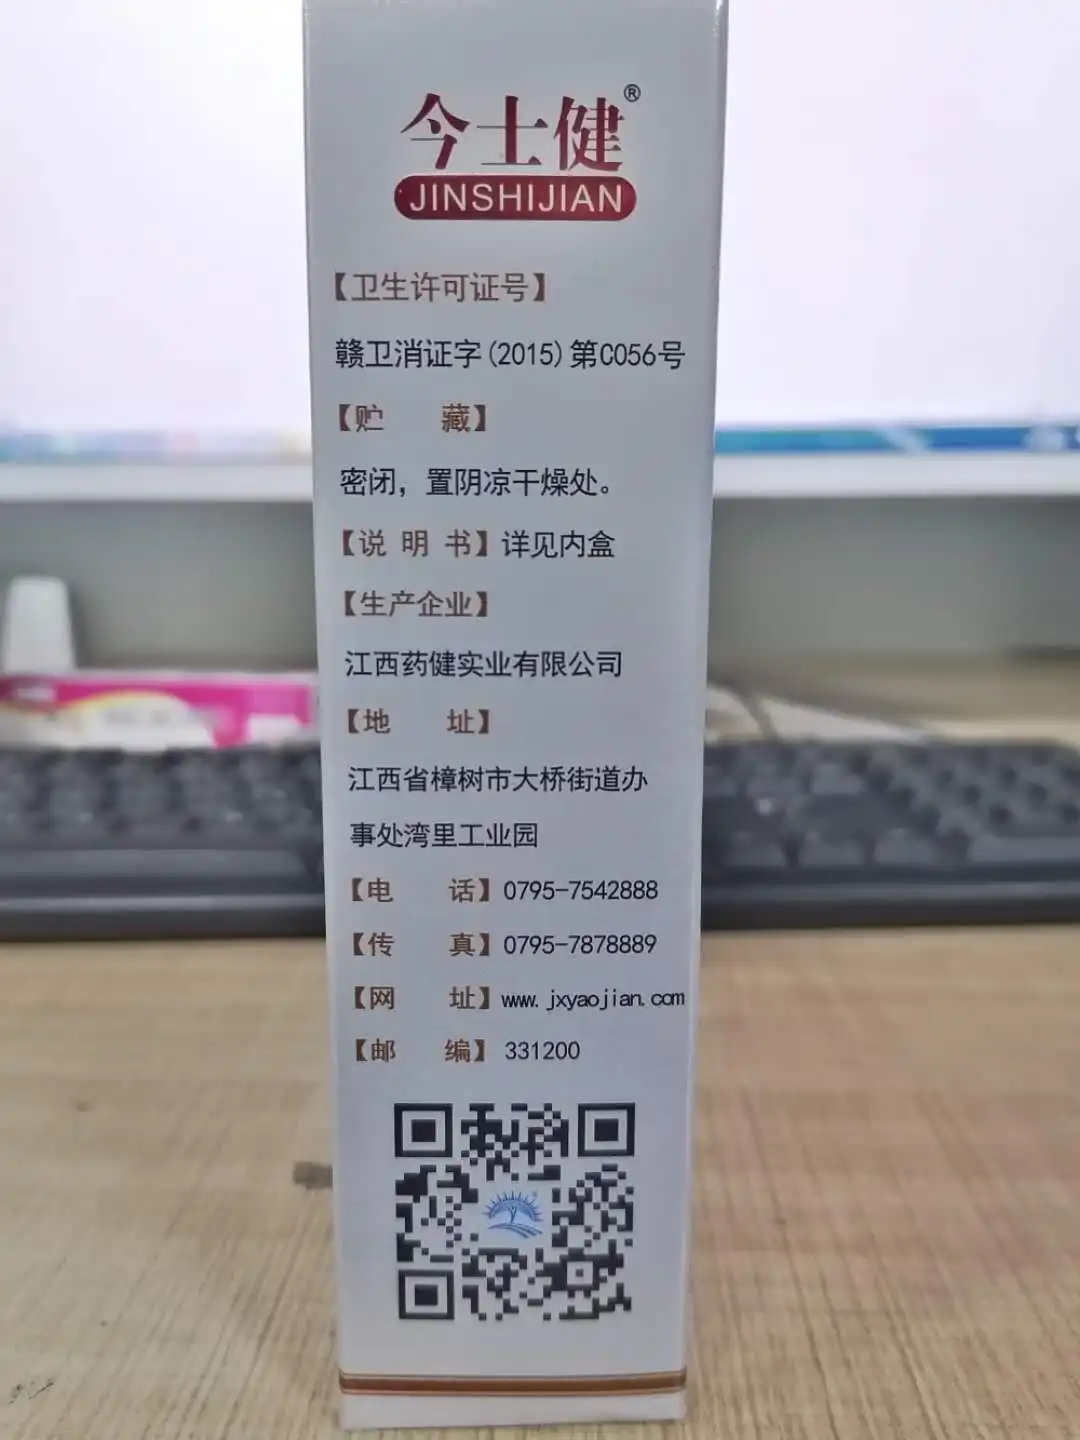 今士健®
JINSHIJIAN
【卫生许可证号】
赣卫消证字(2015)第C056号
【贮 藏】
密闭，置阴凉干燥处。
【说 明 书】详见内盒
【生产企业】
江西药健实业有限公司
【地 址】
江西省樟树市大桥街道办
事处湾里工业园
【电 话】0795-7542888
【传 真】0795-7878889
【网 址】www.jxyaojian.com
【邮 编】331200